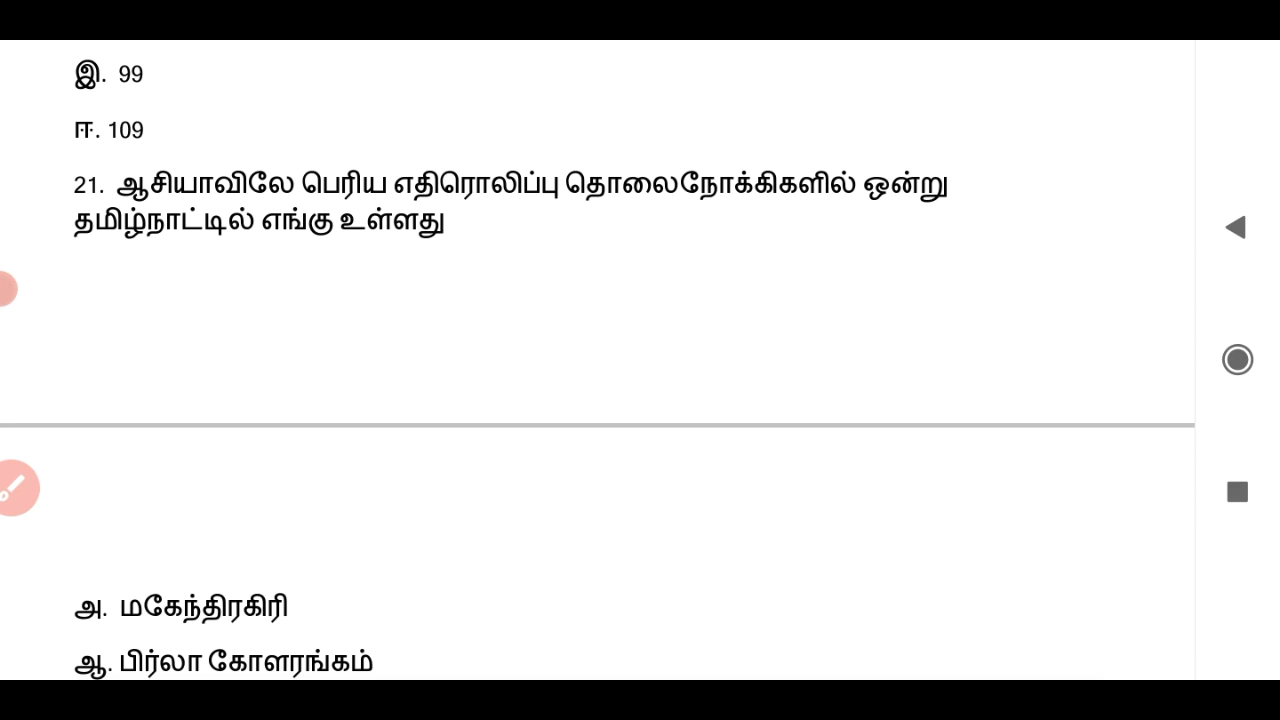 இ. 99
ஈ. 109
21. ஆசியாவிலே பெரிய எதிரொலிப்பு தொலைநோக்கிகளில் ஒன்று
தமிழ்நாட்டில் எங்கு உள்ளது
அ. மகேந்திரகிரி
ஆ. பிர்லா கோளரங்கம்